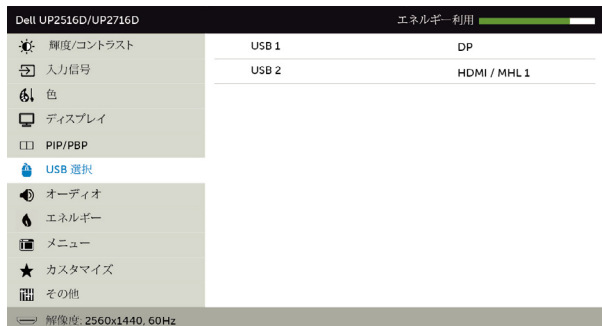 Dell UP2516D/UP2716D エネルギー利用
輝度/コントラスト USB 1 DP
入力信号 USB 2 HDMI / MHL 1
色
ディスプレイ
PIP/PBP
USB 選択
オーディオ
エネルギー
メニュー
カスタマイズ
その他
解像度: 2560x1440, 60Hz